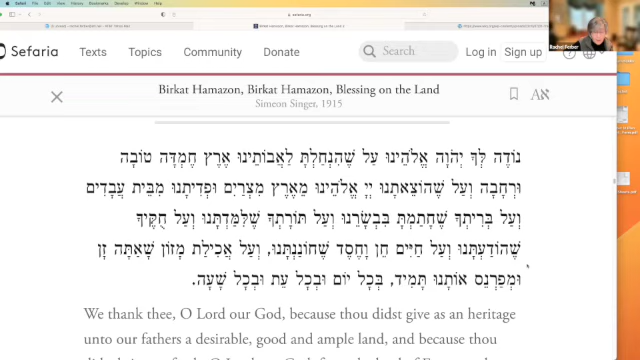 Sefaria
Texts
Topics
Community
Donate
Search
Log in
Sign up
Rachel Ferber
Birkat Hamazon, Birkat Hamazon, Blessing on the Land
Simeon Singer, 1915
נוֹדֶה לְּךָ יְהֹוָה אֱלֹהֵינוּ עַל שֶׁהִנְחַלְתָּ לַאֲבוֹתֵינוּ אֶרֶץ חֶמְדָּה טוֹבָה
וּרְחָבָה וְעַל שֶׁהוֹצֵאתָנוּ יְיָ אֱלֹהֵינוּ מֵאֶרֶץ מִצְרַיִם וּפְדִיתָנוּ מִבֵּית עֲבָדִים
וְעַל בְּרִיתְךָ שֶׁחָתַמְתָּ בִּבְשָׂרֵנוּ וְעַל תּוֹרָתְךָ שֶׁלִּמַּדְתָּנוּ וְעַל חֻקֶּיךָ
שֶׁהוֹדַעְתָּנוּ וְעַל חַיִּים חֵן וָחֶסֶד שֶׁחוֹנַנְתָּנוּ, וְעַל אֲכִילַת מָזוֹן שָׁאַתָּה זָן
וּמְפַרְנֵס אוֹתָנוּ תָּמִיד, בְּכָל יוֹם וּבְכָל עֵת וּבְכָל שָׁעָה.
We thank thee, O Lord our God, because thou didst give as an heritage
unto our fathers a desirable, good and ample land, and because thou